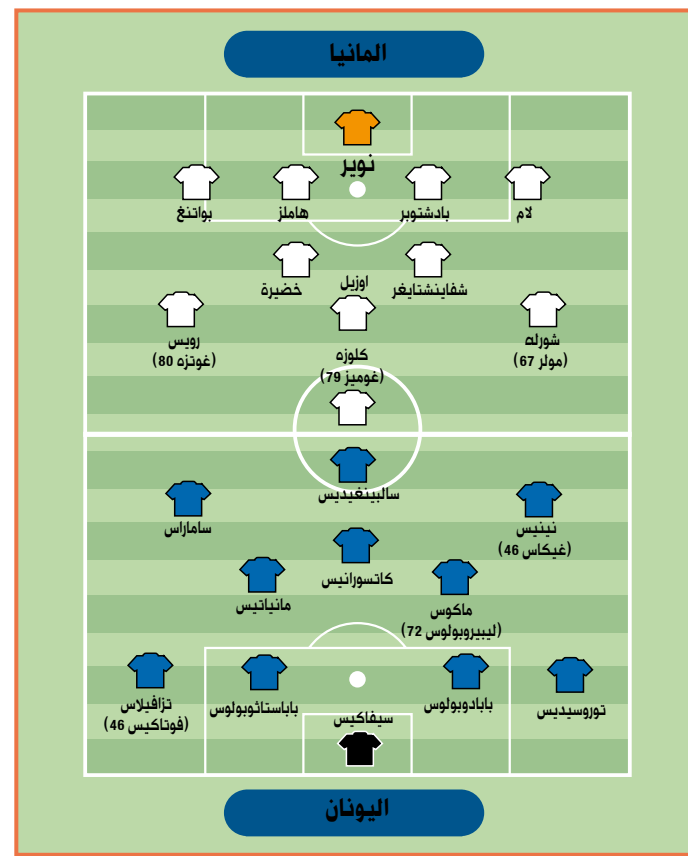 المانيا
نوير
لام
بادشتوبر
هاملز
بواتنغ
شفاينشتايغر
اوزيل
خضيرة
شورله
(مولر 67)
كلوزه
(غوميز 79)
رويس
(غوتزه 80)
سالبينغيديس
نينيس
(غيكاس 46)
ساماراس
كاتسورانيس
ماكوس
(ليبيروبولوس 72)
مانياتيس
توروسيديس
بابادوبولوس
سيفاكيس
باباستاثوبولوس
تزافيلاس
(فوتاكيس 46)
اليونان